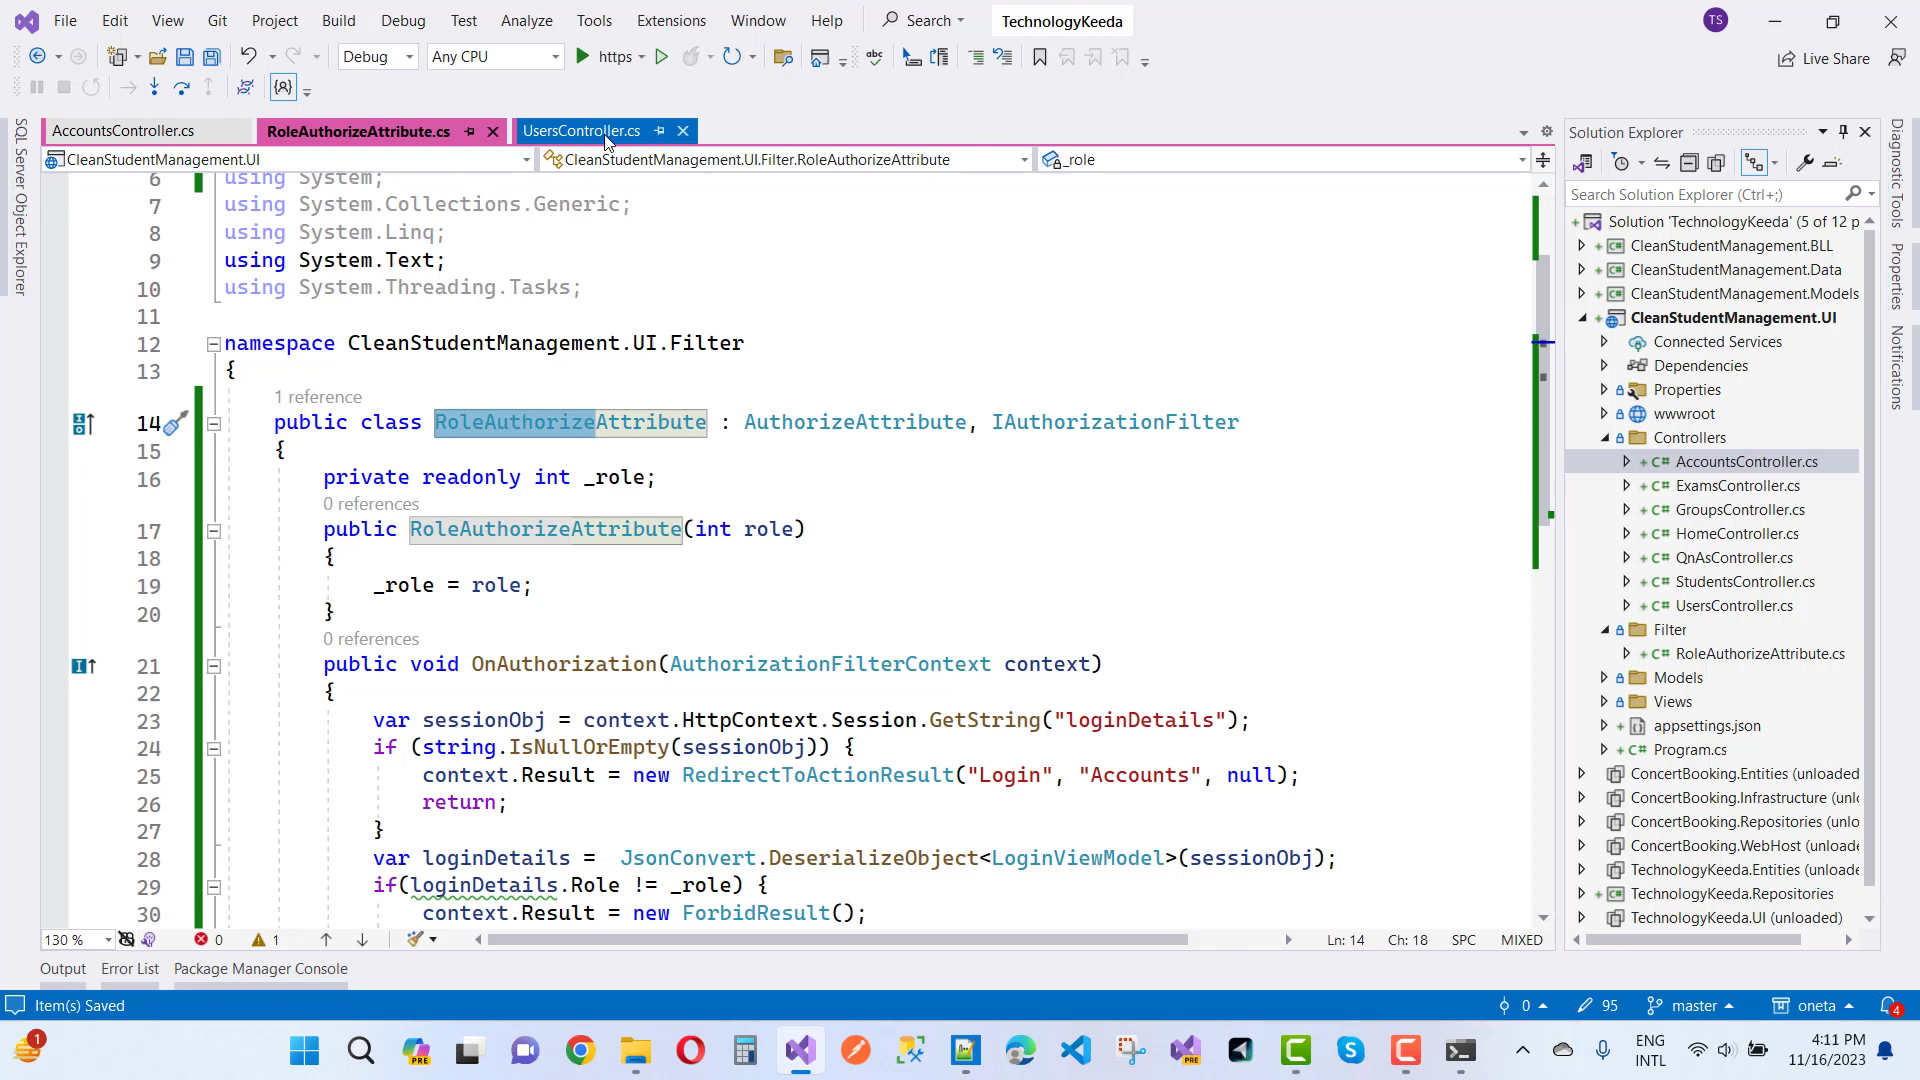 File Edit View Git Project Build Debug Test Analyze Tools Extensions Window Help Search TechnologyKeeda TS
Debug Any CPU https Live Share
AccountsController.cs RoleAuthorizeAttribute.cs UsersController.cs
CleanStudentManagement.UI CleanStudentManagement.UI.Filter.RoleAuthorizeAttribute _role
SQL Server Object Explorer
6 using System;
7 using System.Collections.Generic;
8 using System.Linq;
9 using System.Text;
10 using System.Threading.Tasks;
11
12 namespace CleanStudentManagement.UI.Filter
13 {
1 reference
14 public class RoleAuthorizeAttribute : AuthorizeAttribute, IAuthorizationFilter
15 {
16 private readonly int _role;
0 references
17 public RoleAuthorizeAttribute(int role)
18 {
19 _role = role;
20 }
0 references
21 public void OnAuthorization(AuthorizationFilterContext context)
22 {
23 var sessionObj = context.HttpContext.Session.GetString("loginDetails");
24 if (string.IsNullOrEmpty(sessionObj)) {
25 context.Result = new RedirectToActionResult("Login", "Accounts", null);
26 return;
27 }
28 var loginDetails = JsonConvert.DeserializeObject<LoginViewModel>(sessionObj);
29 if(loginDetails.Role != _role) {
30 context.Result = new ForbidResult();
130 % 0 1 Ln: 14 Ch: 18 SPC MIXED
Solution Explorer
Search Solution Explorer (Ctrl+;)
Solution 'TechnologyKeeda' (5 of 12 p
CleanStudentManagement.BLL
CleanStudentManagement.Data
CleanStudentManagement.Models
CleanStudentManagement.UI
Connected Services
Dependencies
Properties
wwwroot
Controllers
C# AccountsController.cs
C# ExamsController.cs
C# GroupsController.cs
C# HomeController.cs
C# QnAsController.cs
C# StudentsController.cs
C# UsersController.cs
Filter
C# RoleAuthorizeAttribute.cs
Models
Views
appsettings.json
C# Program.cs
ConcertBooking.Entities (unloaded
ConcertBooking.Infrastructure (unlo
ConcertBooking.Repositories (unlo
ConcertBooking.WebHost (unloade
TechnologyKeeda.Entities (unloaded
TechnologyKeeda.Repositories
TechnologyKeeda.UI (unloaded)
Diagnostic Tools
Properties
Notifications
Output Error List Package Manager Console
Item(s) Saved 0 95 master oneta 4
1 PRE PRE ENG INTL 4:11 PM
11/16/2023